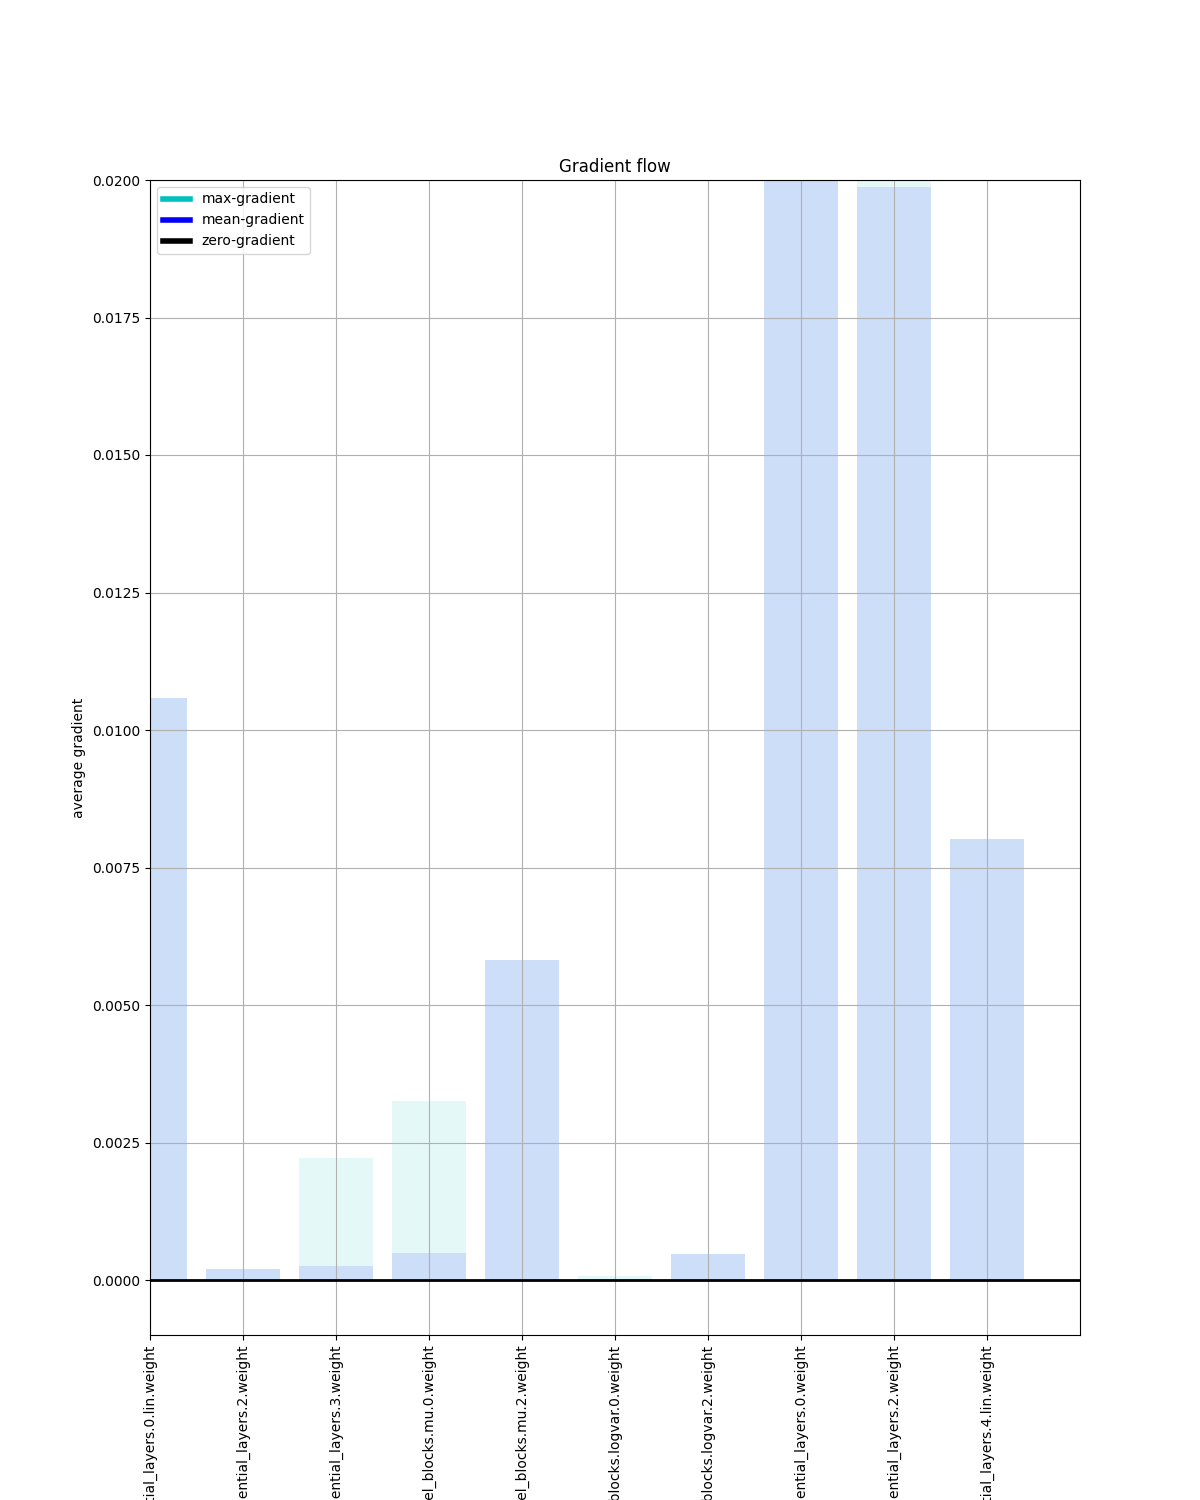 Gradient flow
max-gradient
mean-gradient
zero-gradient
0.0200
0.0175
0.0150
0.0125
0.0100
0.0075
0.0050
0.0025
0.0000
average gradient
tial_layers.0.lin.weight
ential_layers.2.weight
ential_layers.3.weight
el_blocks.mu.0.weight
el_blocks.mu.2.weight
blocks.logvar.0.weight
blocks.logvar.2.weight
ential_layers.0.weight
ential_layers.2.weight
tial_layers.4.lin.weight